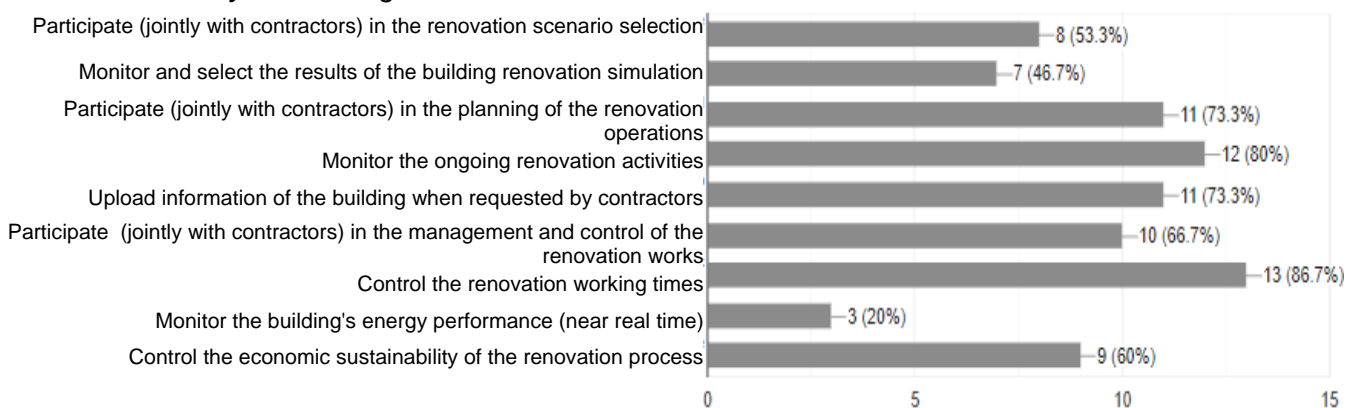 Participate (jointly with contractors) in the renovation scenario selection
8 (53.3%)
Monitor and select the results of the building renovation simulation
7 (46.7%)
Participate (jointly with contractors) in the planning of the renovation
operations
11 (73.3%)
Monitor the ongoing renovation activities
12 (80%)
Upload information of the building when requested by contractors
11 (73.3%)
Participate (jointly with contractors) in the management and control of the
renovation works
10 (66.7%)
Control the renovation working times
13 (86.7%)
Monitor the building's energy performance (near real time)
3 (20%)
Control the economic sustainability of the renovation process
9 (60%)
0 5 10 15